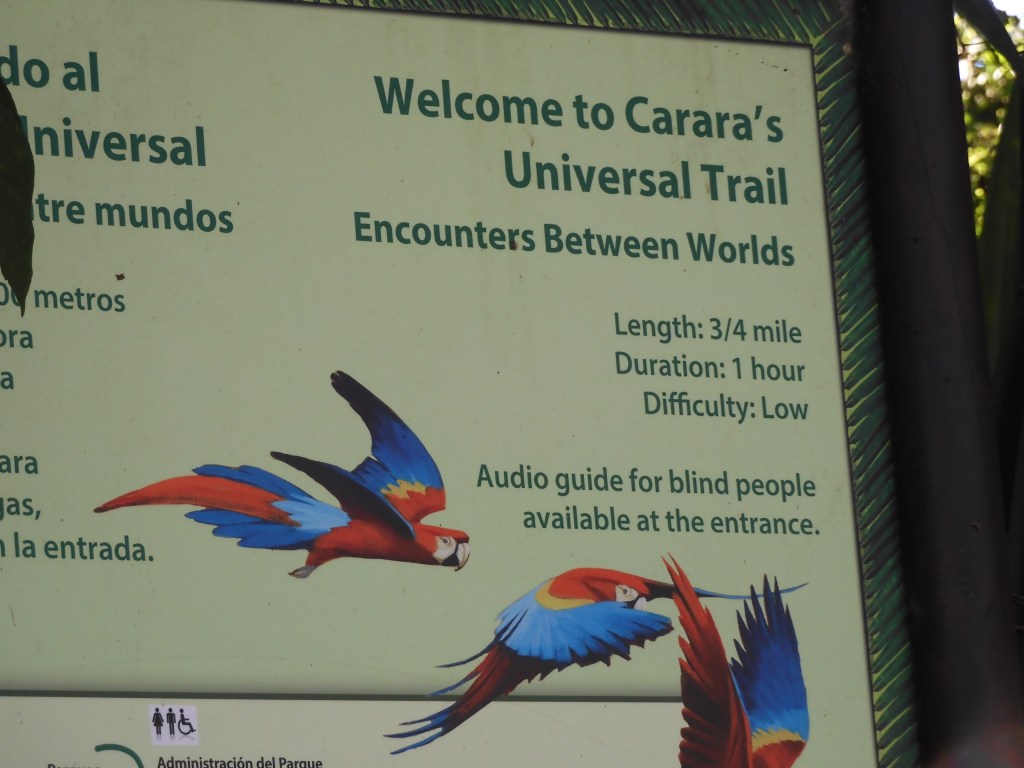 do al
niversal
tre mundos
metros
ora
a
ara
gas,
la entrada.
Welcome to Carara's
Universal Trail
Encounters Between Worlds
Length: 3/4 mile
Duration: 1 hour
Difficulty: Low
Audio guide for blind people
available at the entrance.
Administración del Parque